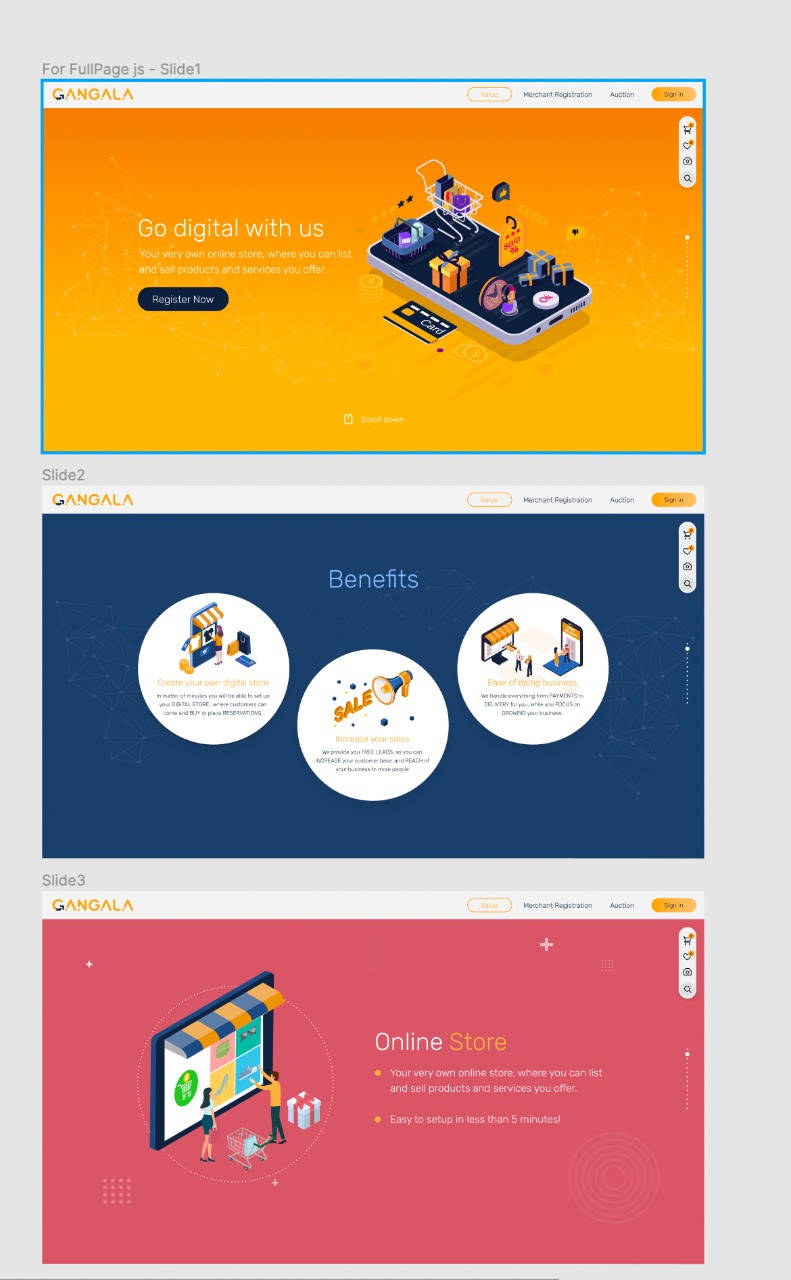 For FullPage js - Slide1
GANGALA
Value
Merchant Registration
Auction
Sign in
Go digital with us
Your very own online store, where you can list
and sell products and services you offer.
Register Now
Sale
%
OK
Card
Scroll down
Slide2
GANGALA
Value
Merchant Registration
Auction
Sign in
Benefits
Create your own digital store
in matter of minutes you will be able to set up
your DIGITAL STORE , where customers can
come and BUY or place RESERVATIONS.
SALE
Increase your sales
We provide you FREE LEADS, so you can
INCREASE your customer base, and REACH of
your business to more people
Ease of doing business
We handle everything from PAYMENTS to
DELIVERY for you, while you FOCUS on
GROWING your business.
Slide3
GANGALA
Value
Merchant Registration
Auction
Sign in
Online Store
Your very own online store, where you can list
and sell products and services you offer.
Easy to setup in less than 5 minutes!